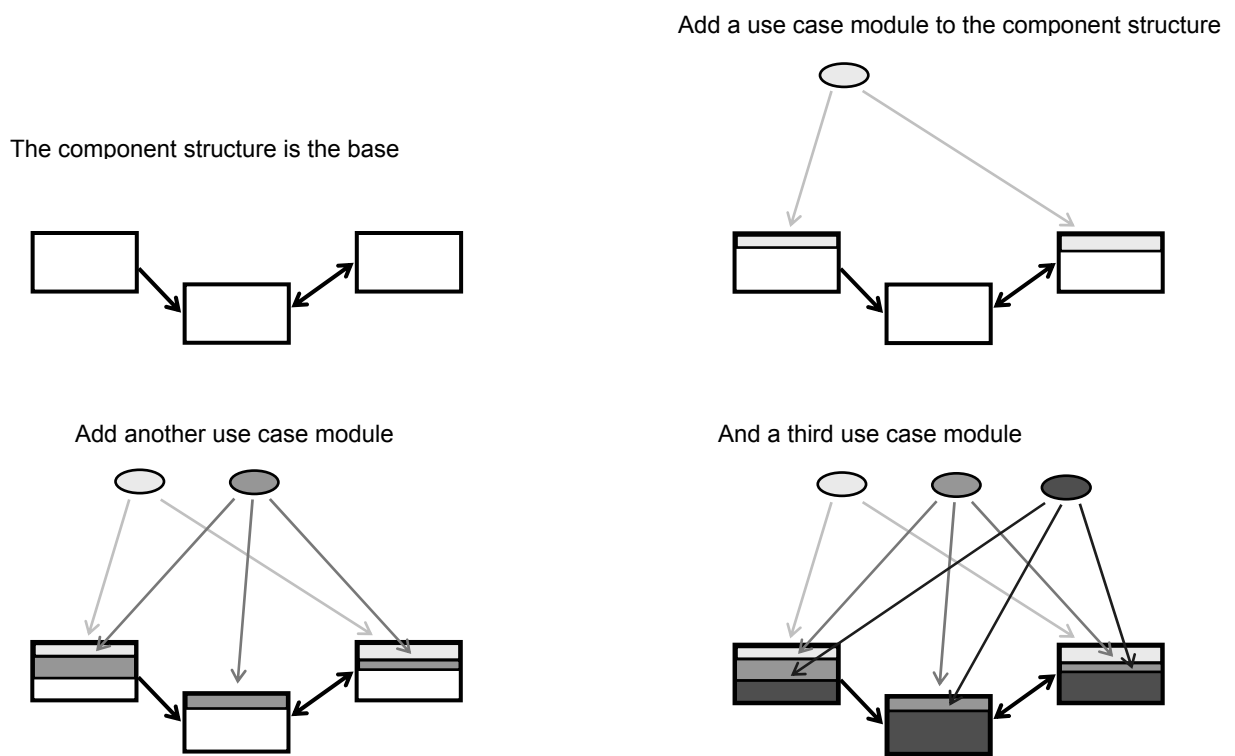 Add a use case module to the component structure
The component structure is the base
Add another use case module
And a third use case module